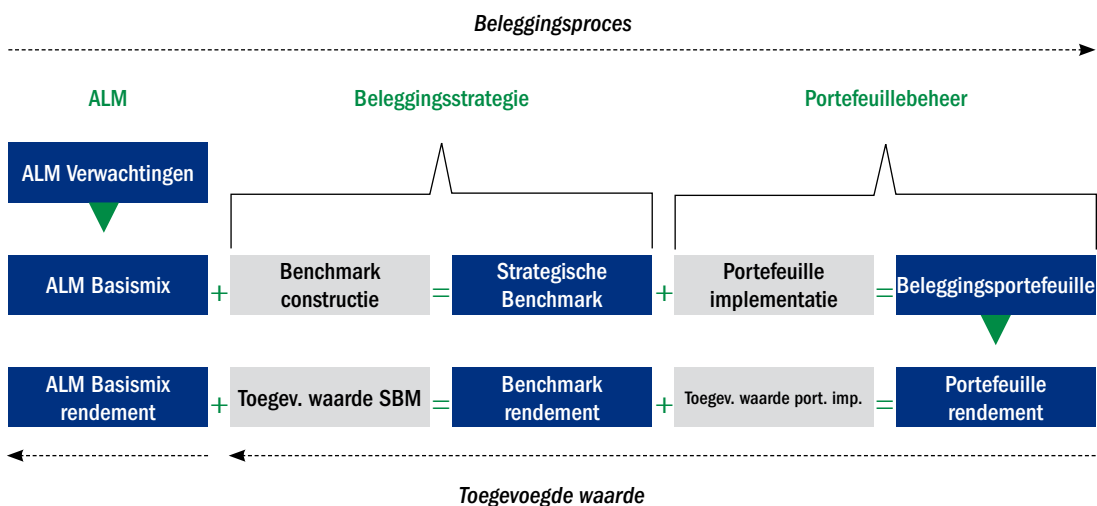 Beleggingsproces
ALM
Beleggingsstrategie
Portefeuillebeheer
ALM Verwachtingen
ALM Basismix
+
Benchmark
constructie
=
Strategische
Benchmark
+
Portefeuille
implementatie
=
Beleggingsportefeuille
ALM Basismix
rendement
+
Toegev. waarde SBM
=
Benchmark
rendement
+
Toegev. waarde port. imp.
=
Portefeuille
rendement
Toegevoegde waarde